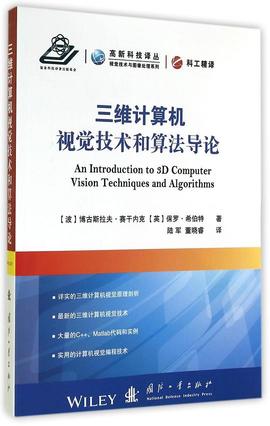 高新科技译丛
视觉技术与图像处理系列
科工精译
三维计算机
视觉技术和算法导论
An Introduction to 3D Computer
Vision Techniques and Algorithms
【波】博古斯拉夫·赛干内克 【英】保罗·希伯特 著
陆军 董晓睿 译
详实的三维计算机视觉原理剖析
最新的三维计算机视觉技术
大量的C++、Matlab代码和实例
实用的计算机视觉编程技术
WILEY
国防工业出版社
三维计算机视觉技术和算法导论